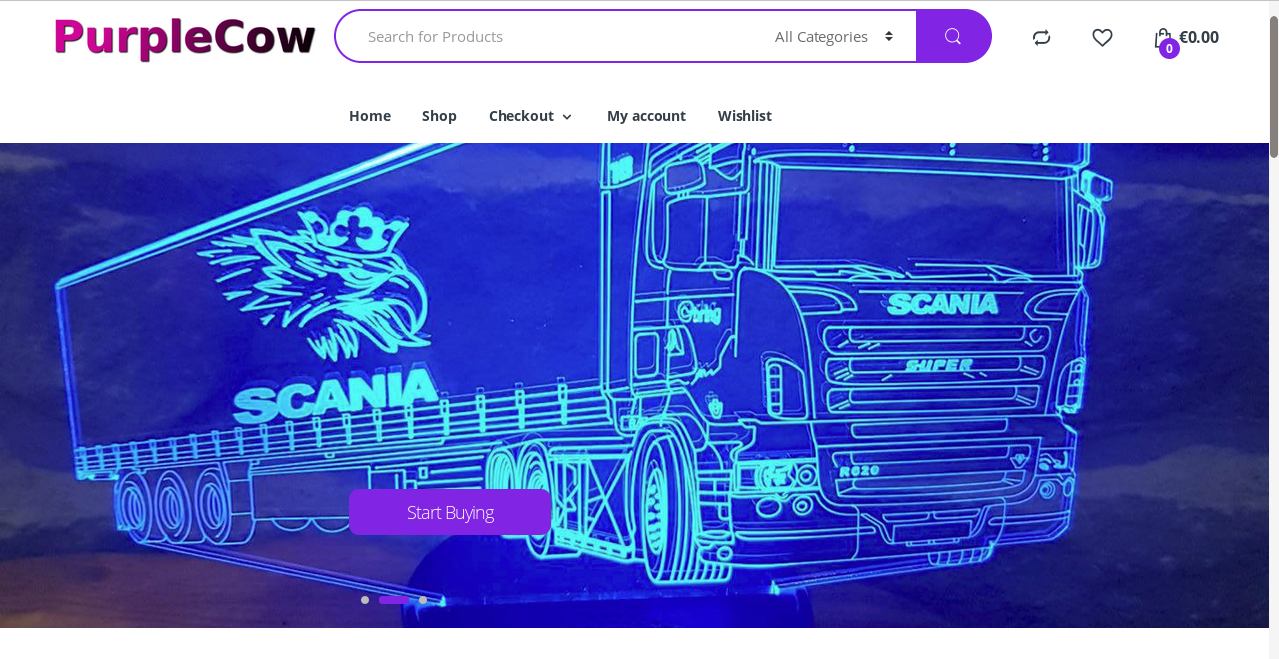 PurpleCow
Search for Products
All Categories
€0.00
0
Home
Shop
Checkout
My account
Wishlist
SCANIA
SCANIA
SUPER
R620
Start Buying